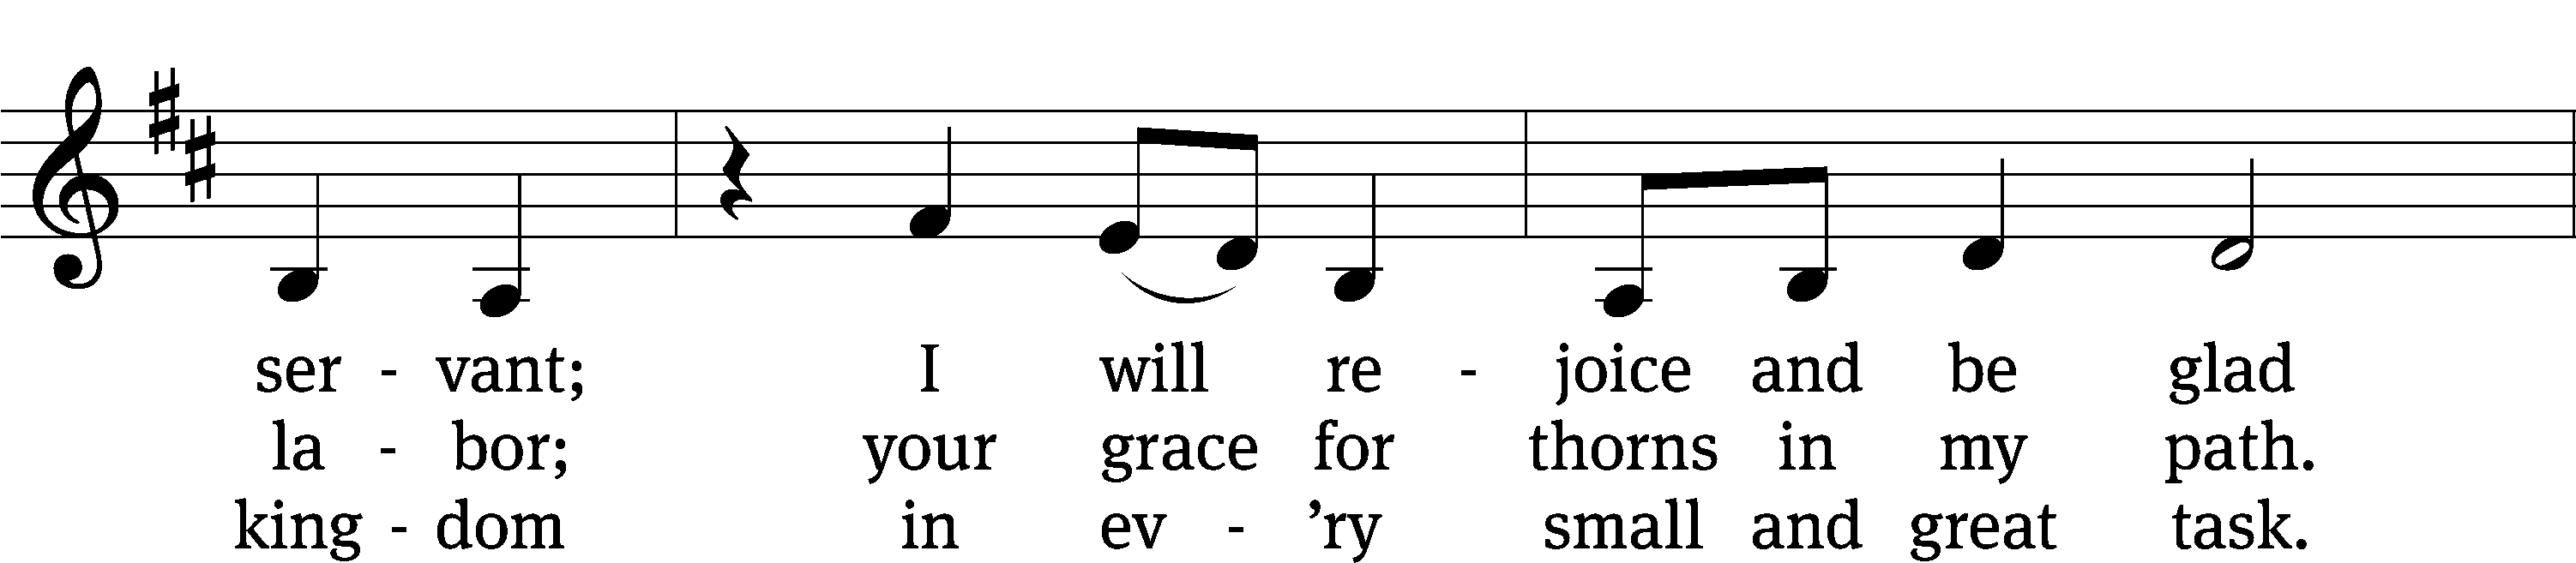 ser - vant; I will re - joice and be glad
la - bor; your grace for thorns in my path.
king - dom in ev - ’ry small and great task.